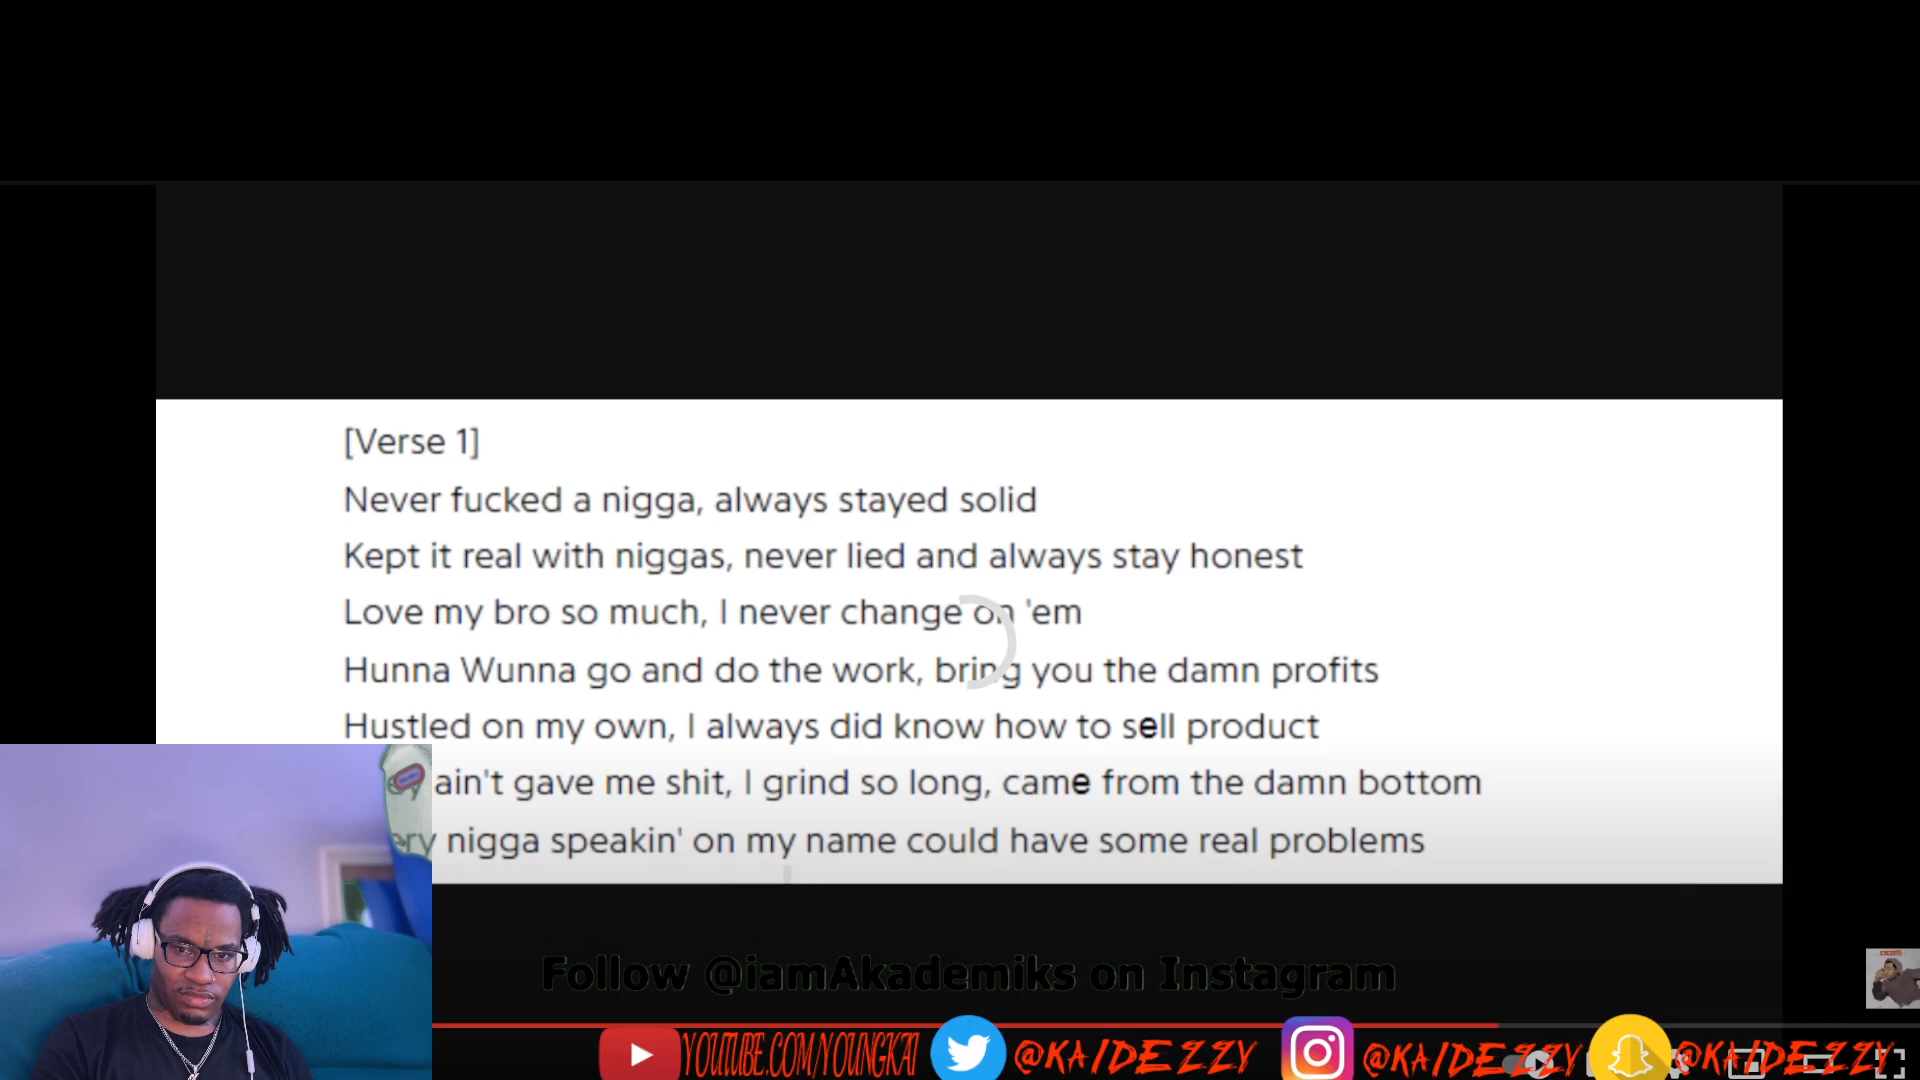 [Verse 1]
Never fucked a nigga, always stayed solid
Kept it real with niggas, never lied and always stay honest
Love my bro so much, I never change on 'em
Hunna Wunna go and do the work, bring you the damn profits
Hustled on my own, I always did know how to sell product
ain't gave me shit, I grind so long, came from the damn bottom
nigga speakin' on my name could have some real problems
Follow @iamAkademiks on Instagram
YOUTUBE.COM/YOUNGKAI @KAIDEZZY @KAIDEZZY @KAIDEZZY